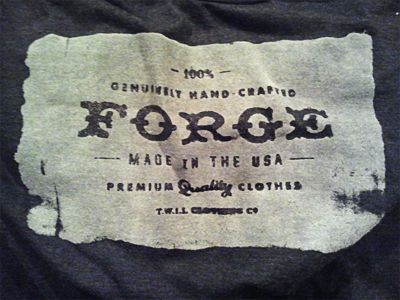 - 100% -
GENUINELY HAND-CRAFTED
FORGE
— MADE IN THE USA —
PREMIUM Quality CLOTHES
T.W.I.L CLOTHING CO